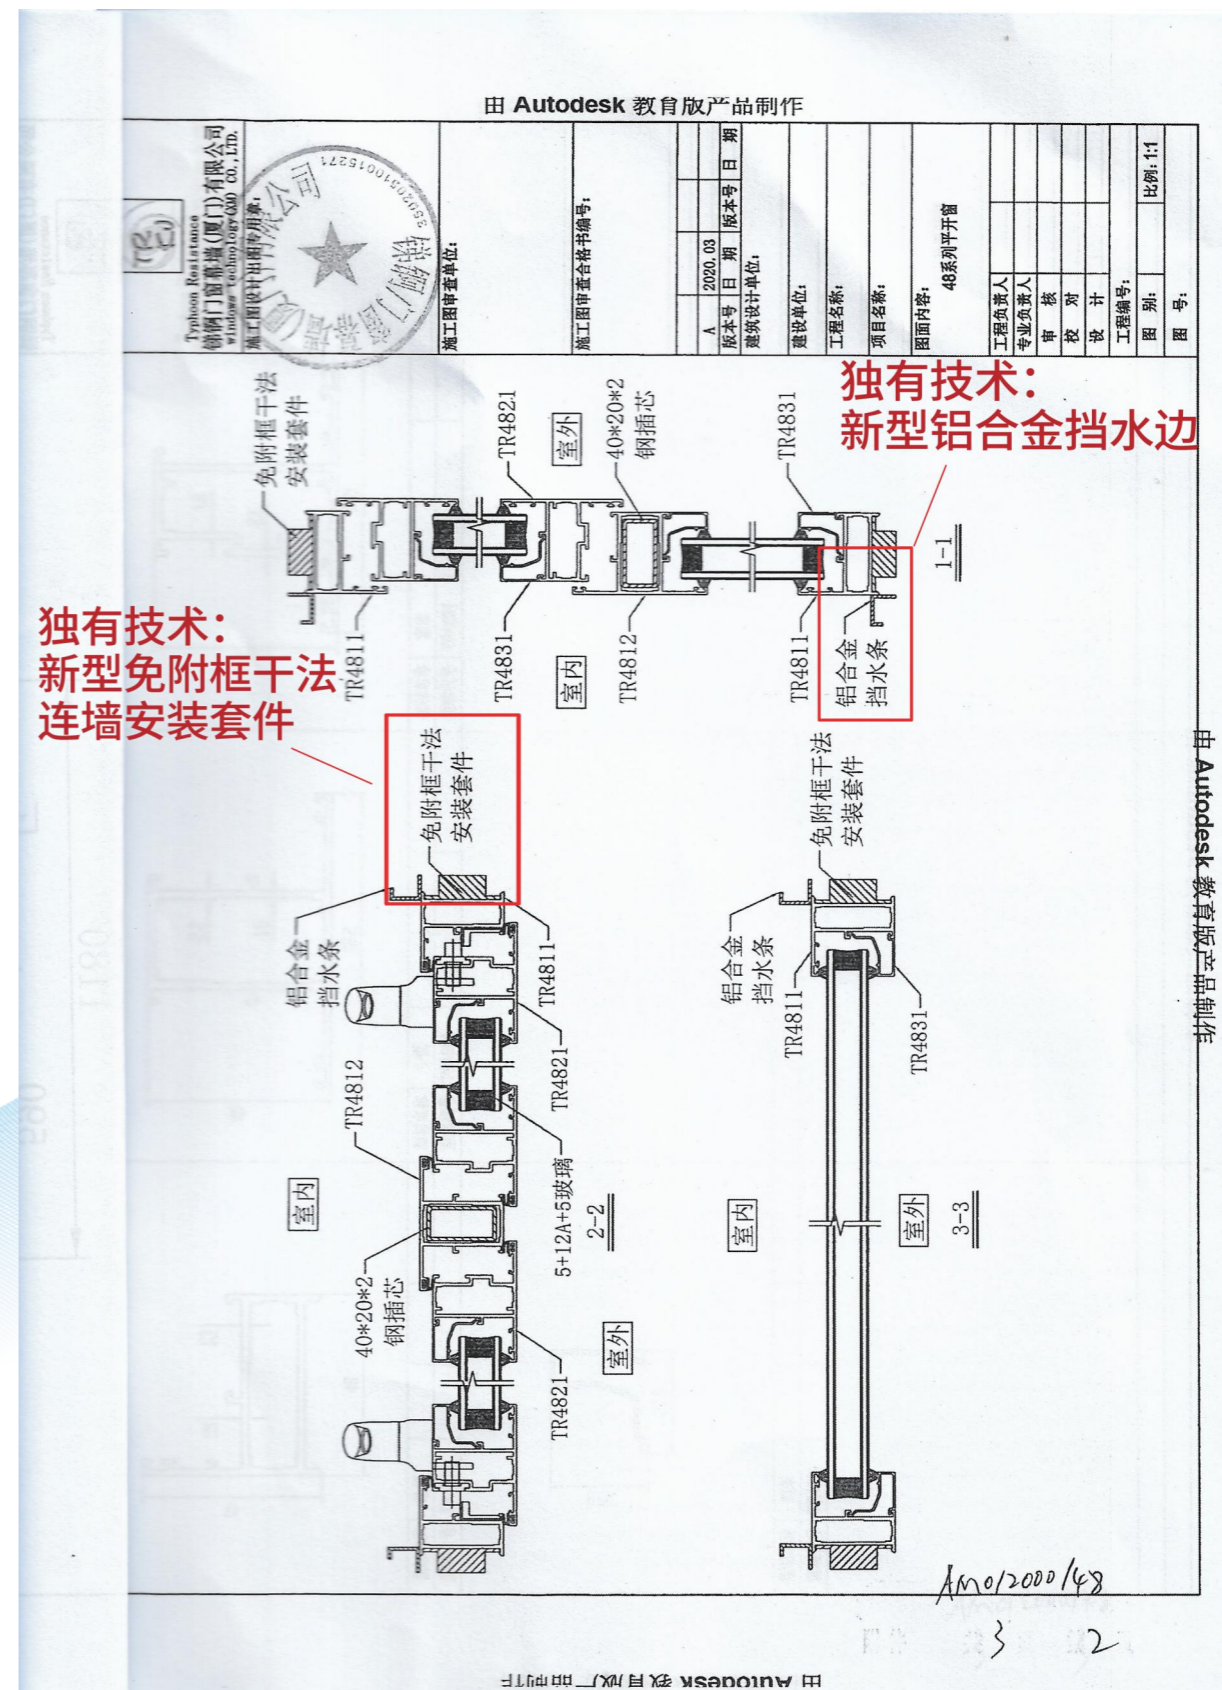 由 Autodesk 教育版产品制作
Typhoon Resistance
锑钢门窗幕墙(厦门)有限公司
windows technology(XM) CO.,LTD.
施工图设计出图专用章:
35020510015271
施工图审查单位:
施工图审查合格书编号:
A
2020.03
版本号
日 期
版本号
日 期
建筑设计单位:
建设单位:
工程名称:
项目名称:
图面内容:
48系列平开窗
工程负责人
专业负责人
审 核
校 对
设 计
工程编号:
图 别:
比例: 1:1
图 号:
独有技术:
新型铝合金挡水边
免附框干法
安装套件
TR4821
室外
40*20*2
钢插芯
TR4831
1-1
TR4811
TR4831
室内
TR4812
TR4811
铝合金
挡水条
独有技术:
新型免附框干法
连墙安装套件
免附框干法
安装套件
铝合金
挡水条
TR4811
TR4821
TR4812
5+12A+5玻璃
室内
2-2
40*20*2
钢插芯
TR4821
室外
免附框干法
安装套件
铝合金
挡水条
TR4811
TR4831
室内
室外
3-3
由 Autodesk 教育版产品制作
AM012000148
3 2
由 Autodesk 教育版产品制作